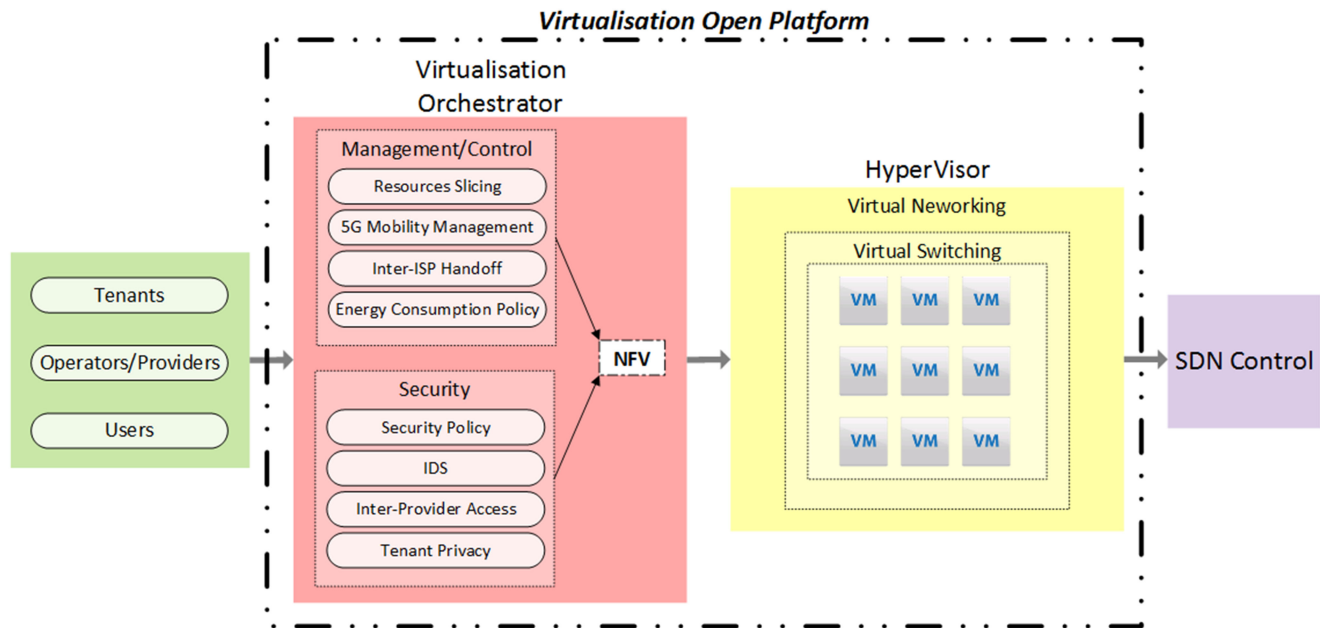 Virtualisation Open Platform
Virtualisation
Orchestrator
Management/Control
Resources Slicing
5G Mobility Management
Inter-ISP Handoff
Energy Consumption Policy
Security
Security Policy
IDS
Inter-Provider Access
Tenant Privacy
NFV
Tenants
Operators/Providers
Users
HyperVisor
Virtual Neworking
Virtual Switching
VM VM VM
VM VM VM
VM VM VM
SDN Control